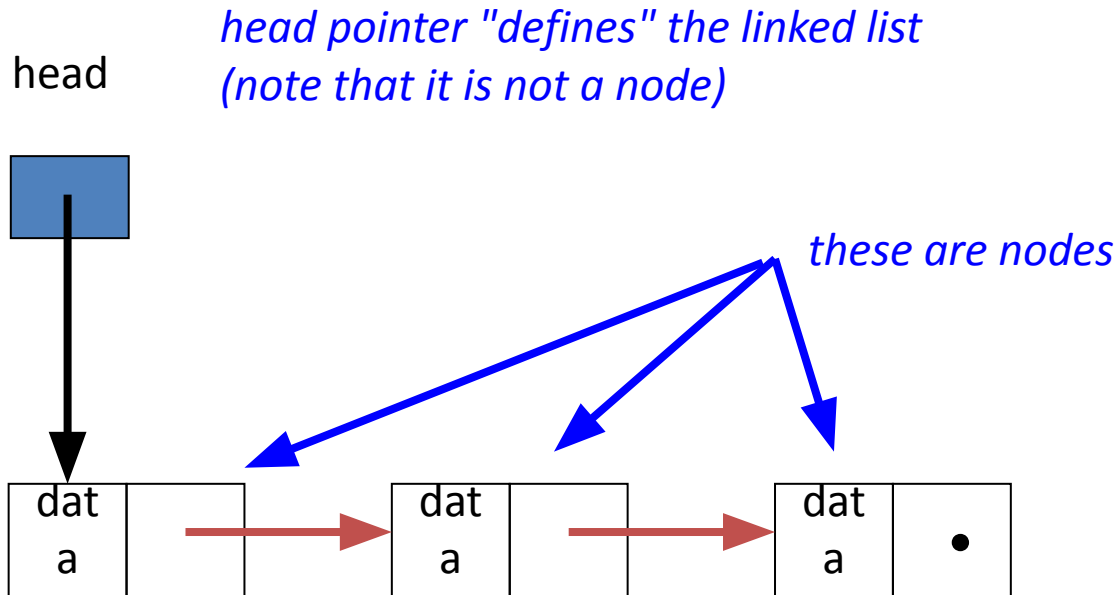 head pointer "defines" the linked list
head
(note that it is not a node)
these are nodes
dat
a
dat
a
dat
a